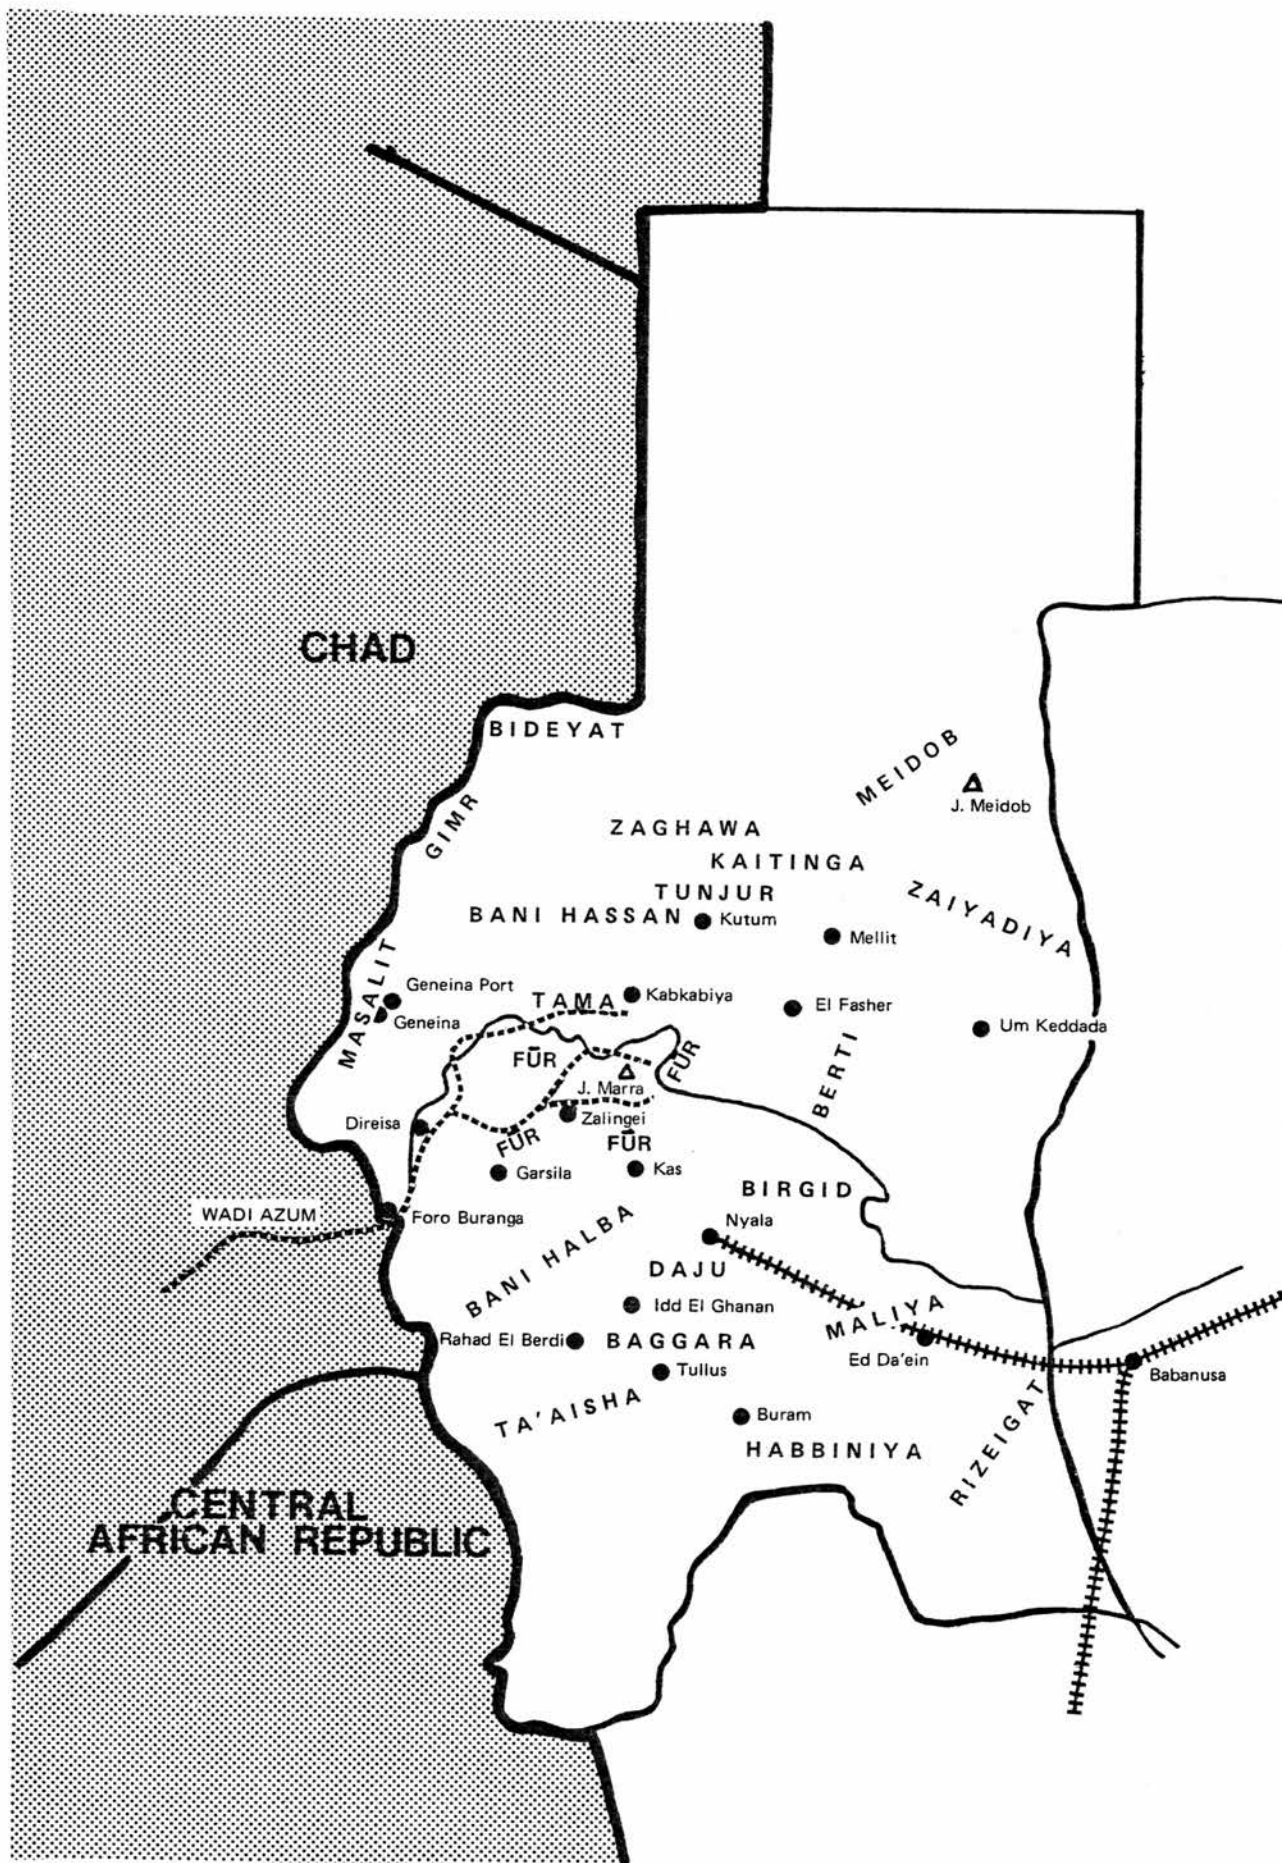 CHAD
BIDEYAT
MEIDOB
J. Meidob
GIMR
ZAGHAWA
KAITINGA
TUNJUR
ZAIYADIYA
BANI HASSAN
Kutum
Mellit
MASALIT
Geneina Port
TAMA
Kabkabiya
El Fasher
Geneina
Um Keddada
FŪR
FŪR
BERTI
J. Marra
Direisa
Zalingei
FŪR
FŪR
Garsila
Kas
BIRGID
WADI AZUM
Foro Buranga
Nyala
BANI HALBA
DAJU
Idd El Ghanan
MALIYA
Rahad El Berdi
BAGGARA
Ed Da'ein
Tullus
Babanusa
TA'AISHA
Buram
RIZEIGAT
HABBINIYA
CENTRAL
AFRICAN REPUBLIC